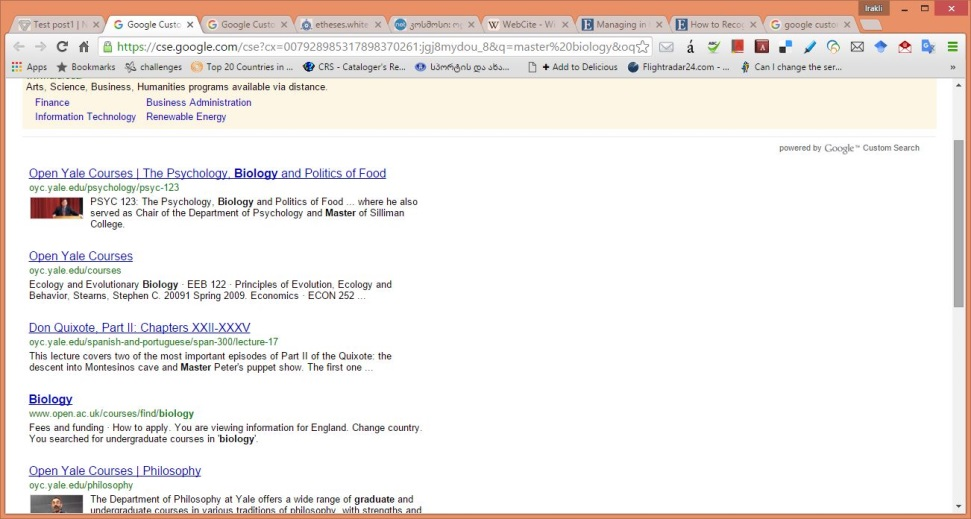 Irakli
Test post1 | N
Google Custo
Google Custo
etheses.white
კოსმოსი
WebCite - W
Managing in
How to Recog
google custo
https://cse.google.com/cse?cx=007928985317898370261:jgj8mydou_8&q=master%20biology&oq
Apps
Bookmarks
challenges
Top 20 Countries in ...
CRS - Cataloger's Re...
სპორტის და
+ Add to Delicious
Flightradar24.com - ...
Can I change the ser...
»
Arts, Science, Business, Humanities programs available via distance.
Finance Business Administration
Information Technology Renewable Energy
powered by Google™ Custom Search
Open Yale Courses | The Psychology, Biology and Politics of Food
oyc.yale.edu/psychology/psyc-123
PSYC 123: The Psychology, Biology and Politics of Food ... where he also
served as Chair of the Department of Psychology and Master of Silliman
College.
Open Yale Courses
oyc.yale.edu/courses
Ecology and Evolutionary Biology · EEB 122 · Principles of Evolution, Ecology and
Behavior, Stearns, Stephen C. 20091 Spring 2009. Economics · ECON 252 ...
Don Quixote, Part II: Chapters XXII-XXXV
oyc.yale.edu/spanish-and-portuguese/span-300/lecture-17
This lecture covers two of the most important episodes of Part II of the Quixote: the
descent into Montesinos cave and Master Peter's puppet show. The first one ...
Biology
www.open.ac.uk/courses/find/biology
Fees and funding · How to apply. You are viewing information for England. Change country.
You searched for undergraduate courses in 'biology'.
Open Yale Courses | Philosophy
oyc.yale.edu/philosophy
The Department of Philosophy at Yale offers a wide range of graduate and
undergraduate courses in various traditions of philosophy, with strengths and